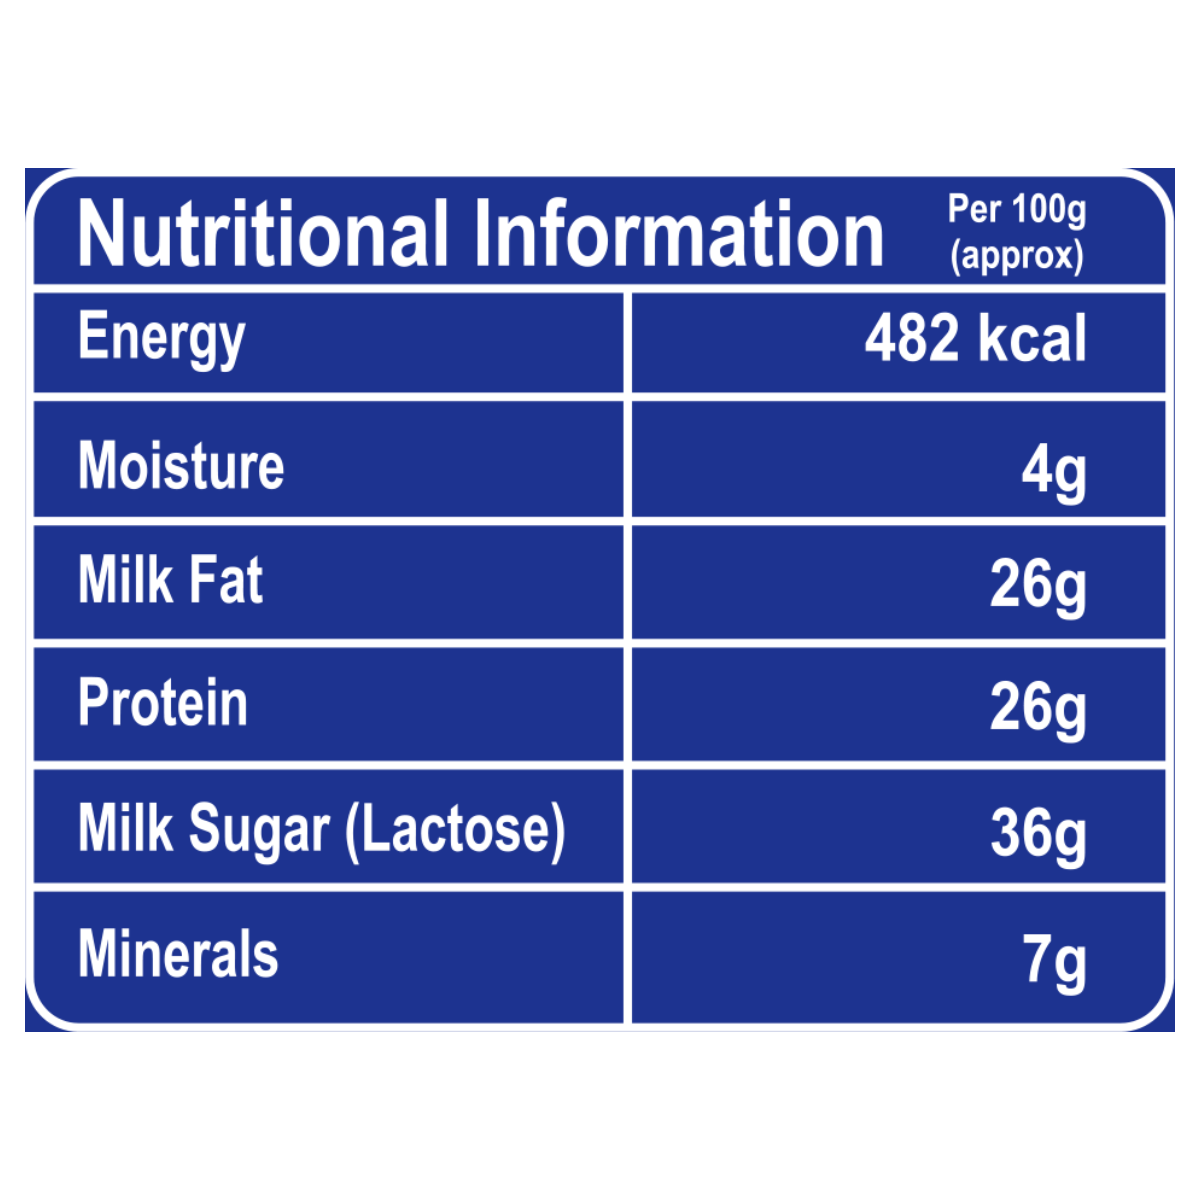 Nutritional Information Per 100g
(approx)
Energy 482 kcal
Moisture 4g
Milk Fat 26g
Protein 26g
Milk Sugar (Lactose) 36g
Minerals 7g